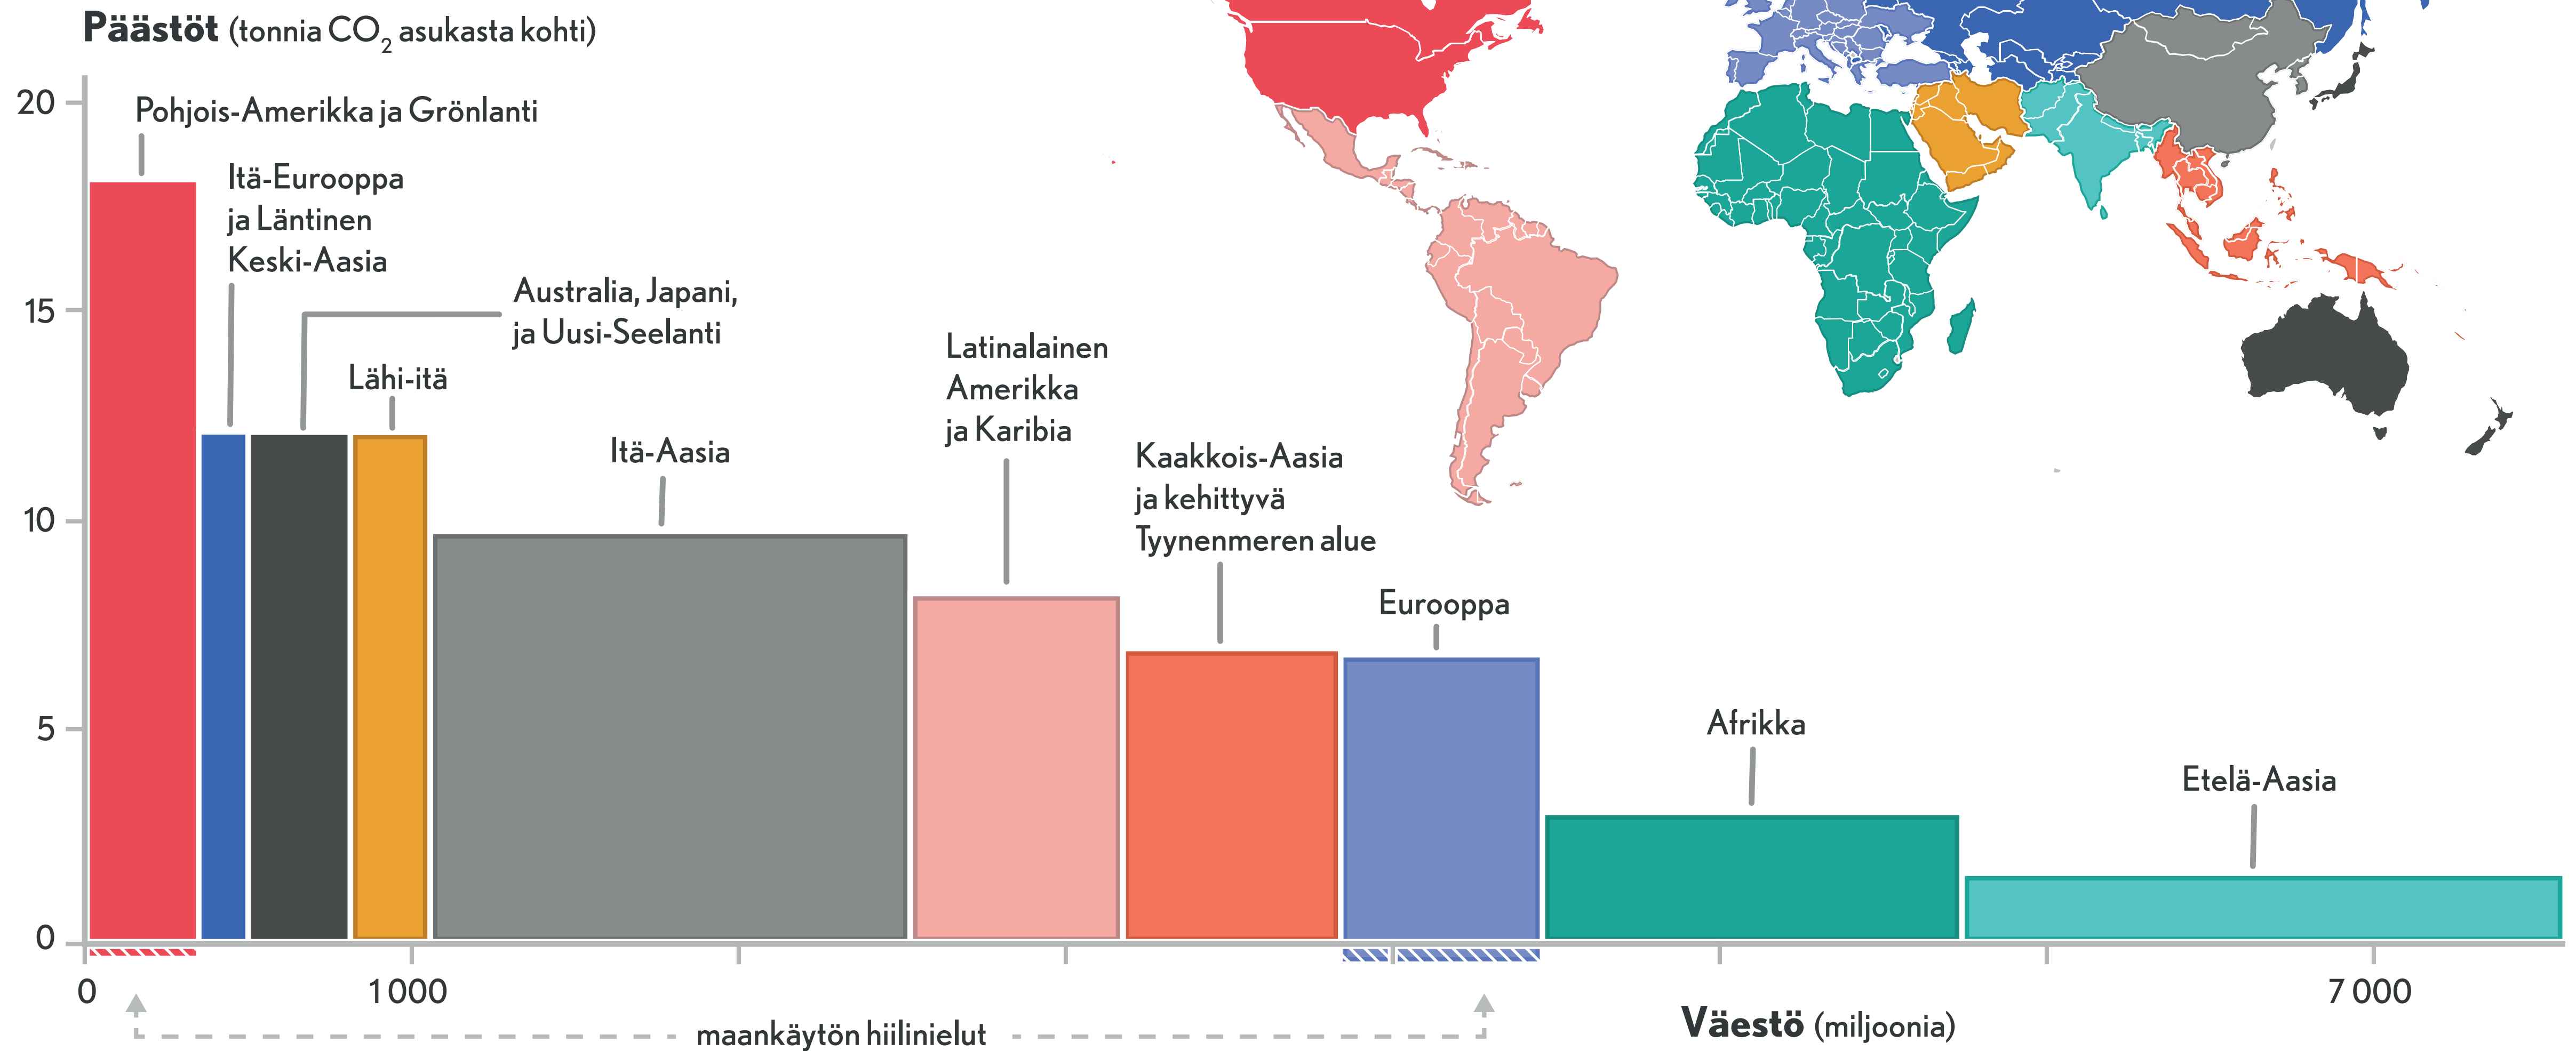 Päästöt (tonnia CO₂ asukasta kohti)
20
15
10
5
0
Pohjois-Amerikka ja Grönlanti
Itä-Eurooppa
ja Läntinen
Keski-Aasia
Australia, Japani,
ja Uusi-Seelanti
Lähi-itä
Itä-Aasia
Latinalainen
Amerikka
ja Karibia
Kaakkois-Aasia
ja kehittyvä
Tyynenmeren alue
Eurooppa
Afrikka
Etelä-Aasia
0
1 000
7 000
maankäytön hiilinielut
Väestö (miljoonia)